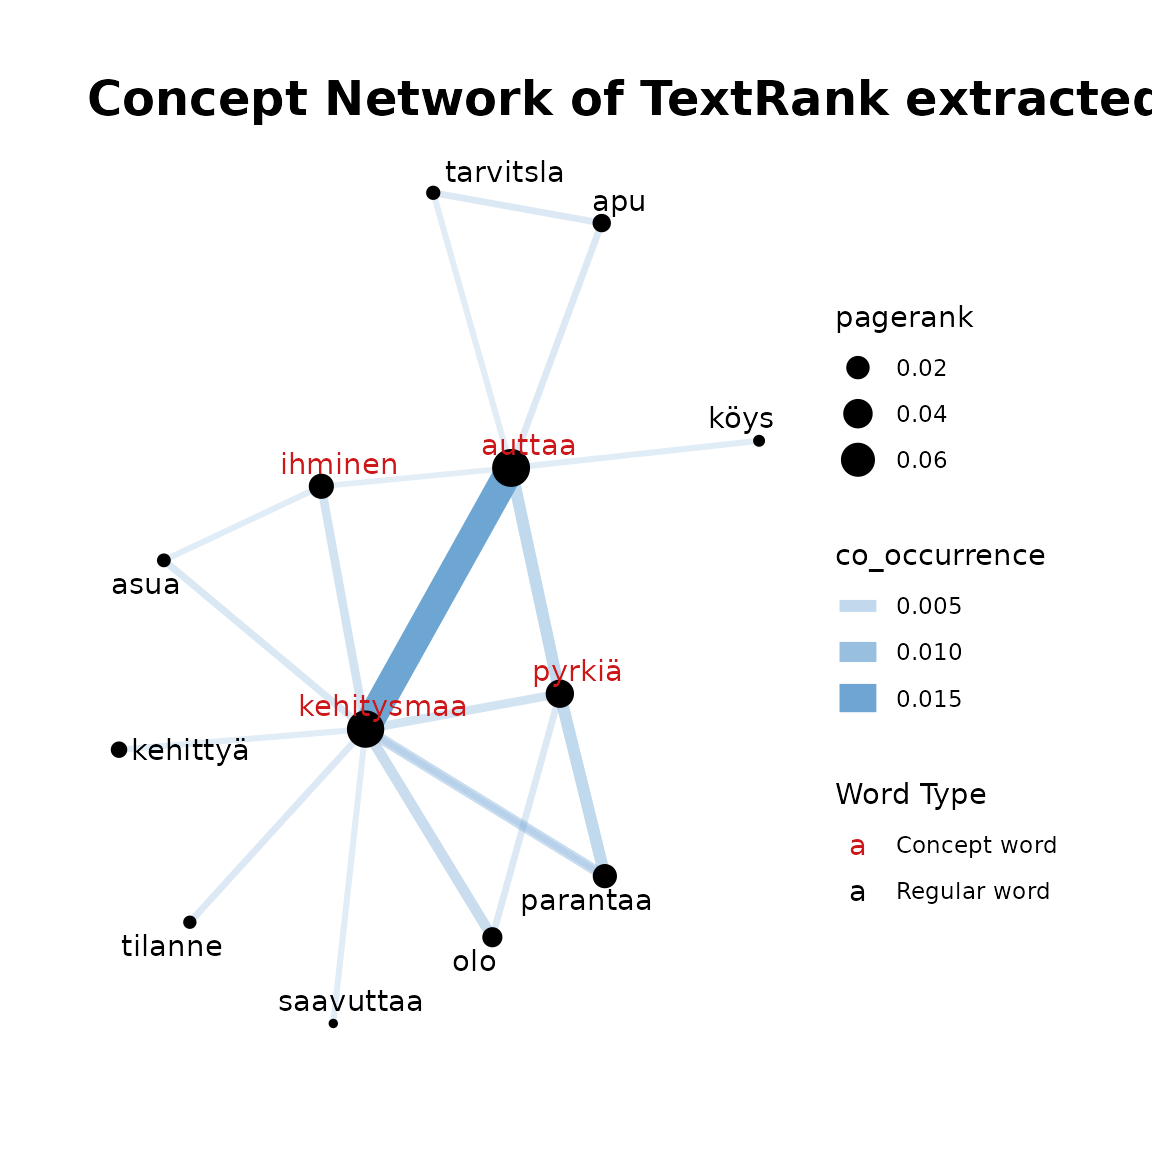 Concept Network of TextRank extracted
tarvitsla
apu
pagerank
0.02
0.04
0.06
köys
auttaa
ihminen
co_occurrence
0.005
0.010
0.015
asua
pyrkiä
kehitysmaa
kehittyä
Word Type
a Concept word
a Regular word
parantaa
tilanne
olo
saavuttaa